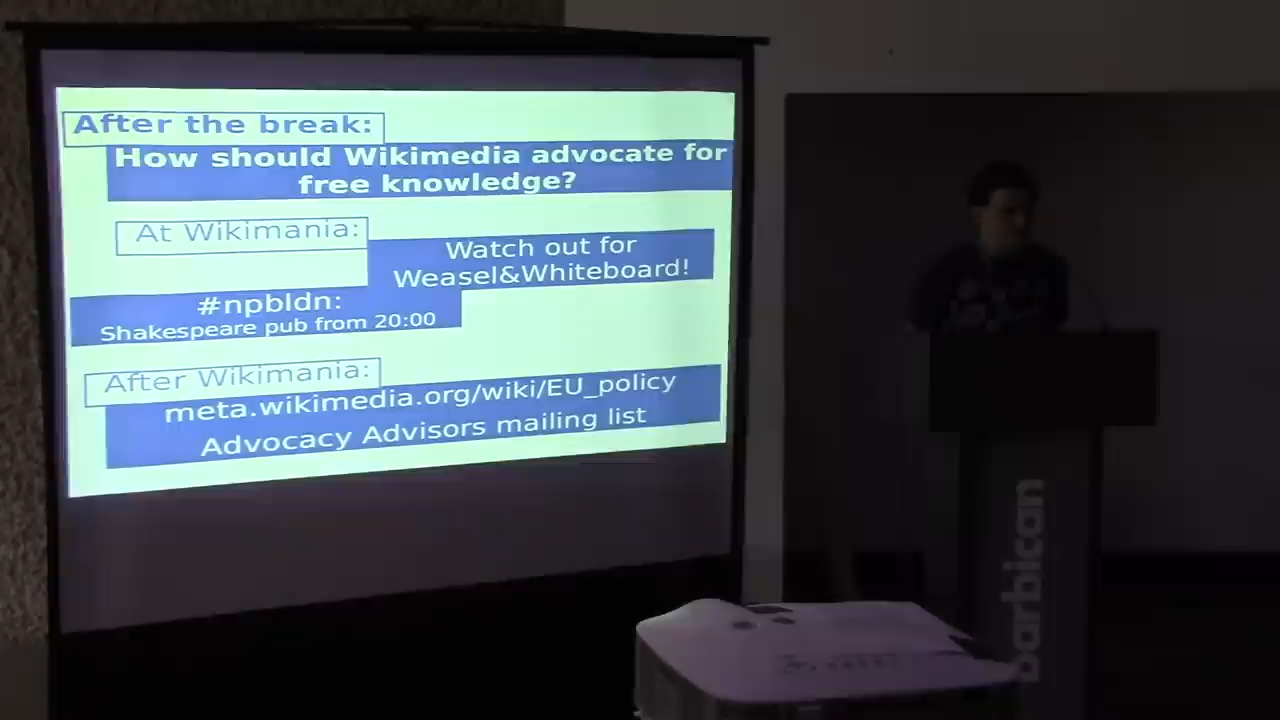 After the break:
How should Wikimedia advocate for
free knowledge?
At Wikimania:
Watch out for
Weasel&Whiteboard!
#npbldn:
Shakespeare pub from 20:00
After Wikimania:
meta.wikimedia.org/wiki/EU_policy
Advocacy Advisors mailing list
barbican